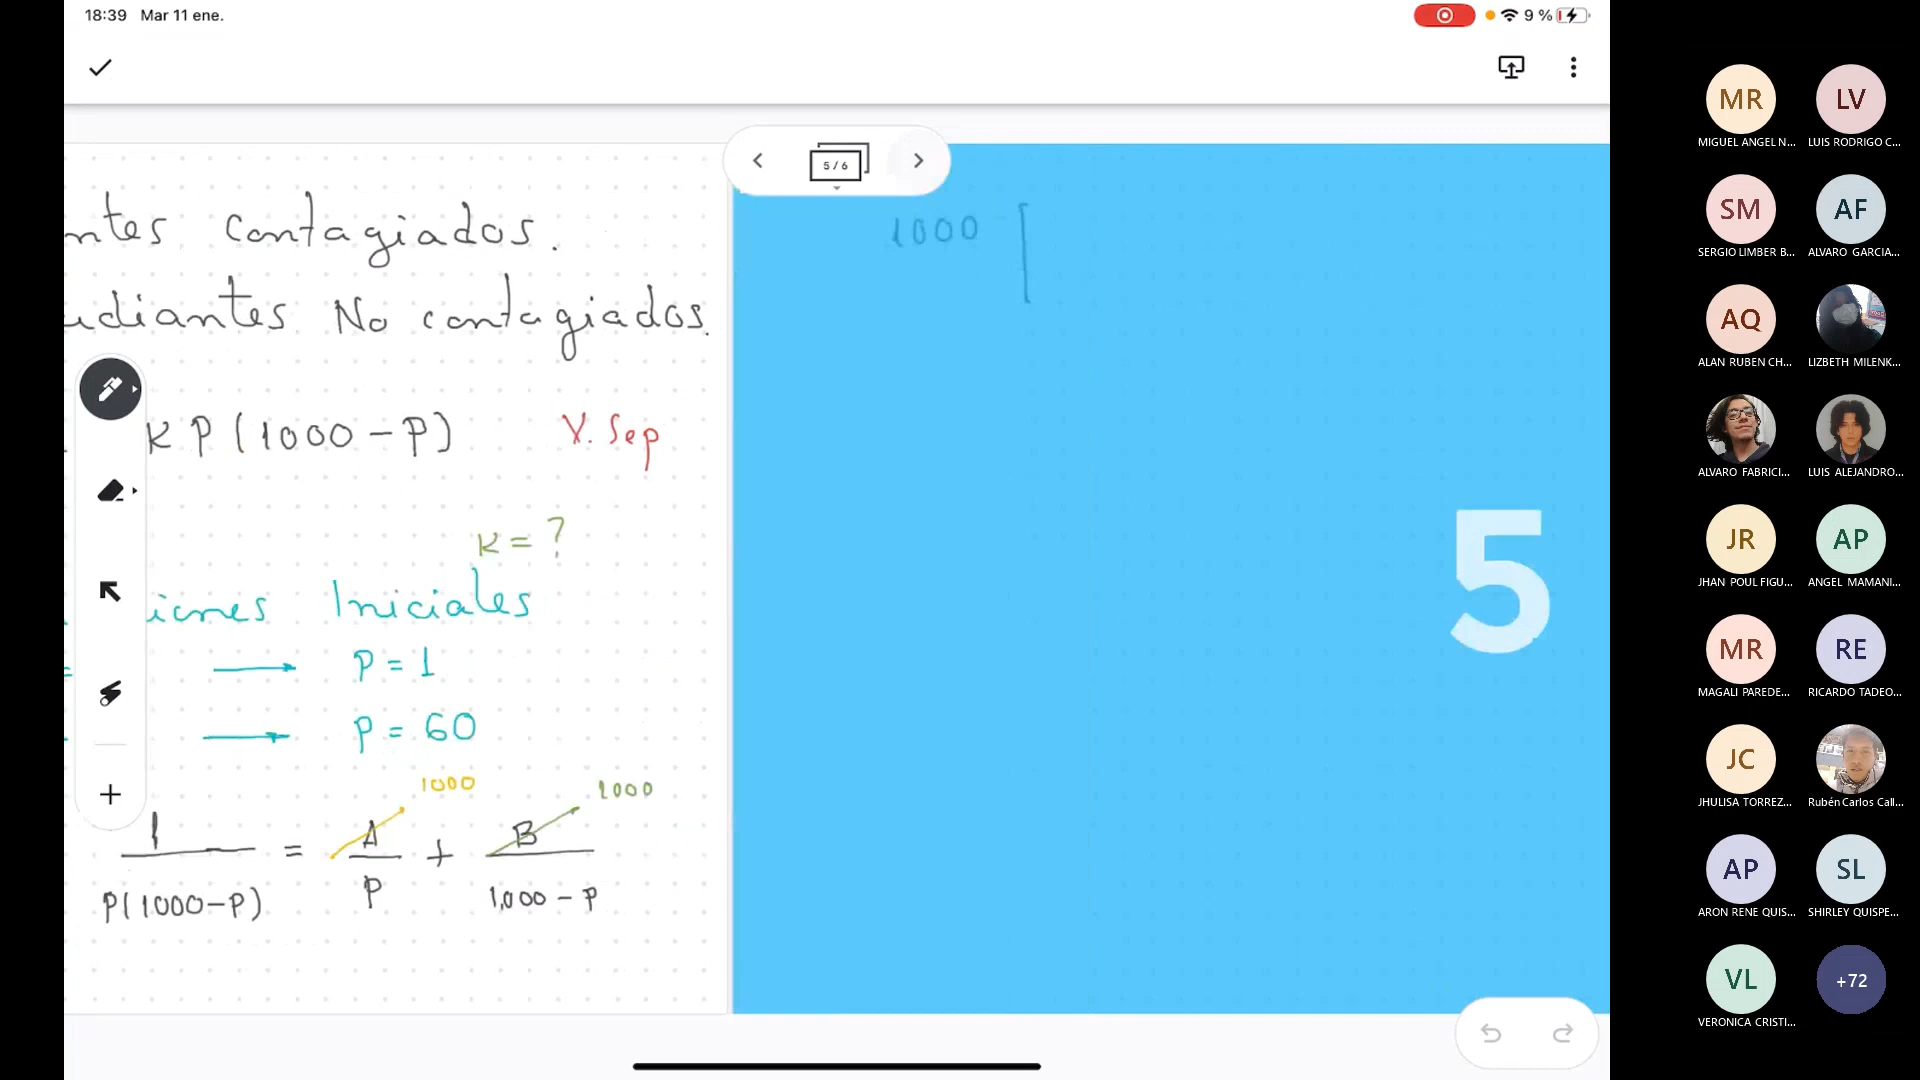 18:39 Mar 11 ene.
9 %
5 / 6
ntes contagiados.
udiantes No contagiados.
K P (1000 - P)
V. Sep
K = ?
iones Iniciales
=
P = 1
P = 60
1000
1000
1 = A + B
P(1000-P) P 1000 - P
1000
5
MR
MIGUEL ANGEL N...
LV
LUIS RODRIGO C...
SM
SERGIO LIMBER B...
AF
ALVARO GARCIA...
AQ
ALAN RUBEN CH...
LIZBETH MILENK...
ALVARO FABRICI...
LUIS ALEJANDRO...
JR
JHAN POUL FIGU...
AP
ANGEL MAMANI...
MR
MAGALI PAREDE...
RE
RICARDO TADEO...
JC
JHULISA TORREZ...
Rubén Carlos Call...
AP
ARON RENE QUIS...
SL
SHIRLEY QUISPE...
VL
VERONICA CRISTI...
+72